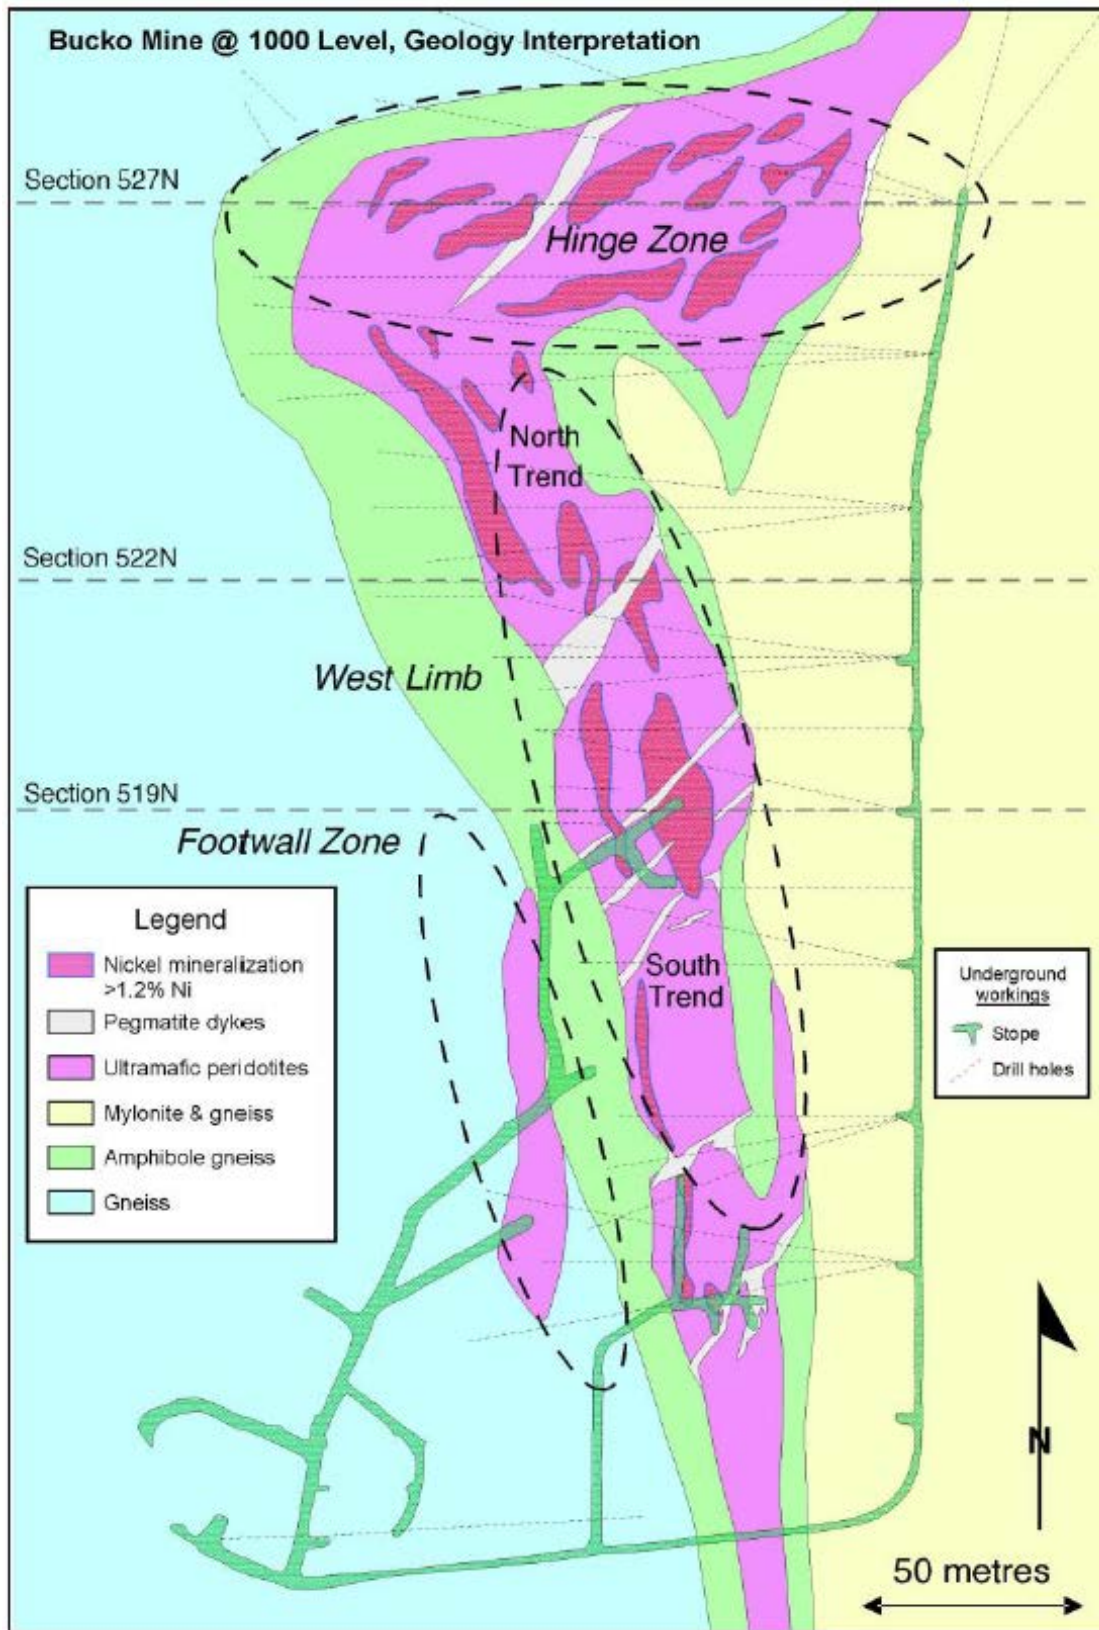 Bucko Mine @ 1000 Level, Geology Interpretation
Section 527N
Hinge Zone
North
Trend
Section 522N
West Limb
Section 519N
Footwall Zone
Legend
Nickel mineralization
>1.2% Ni
Pegmatite dykes
Ultramafic peridotites
Mylonite & gneiss
Amphibole gneiss
Gneiss
South
Trend
Underground
workings
Stope
Drill holes
N
50 metres